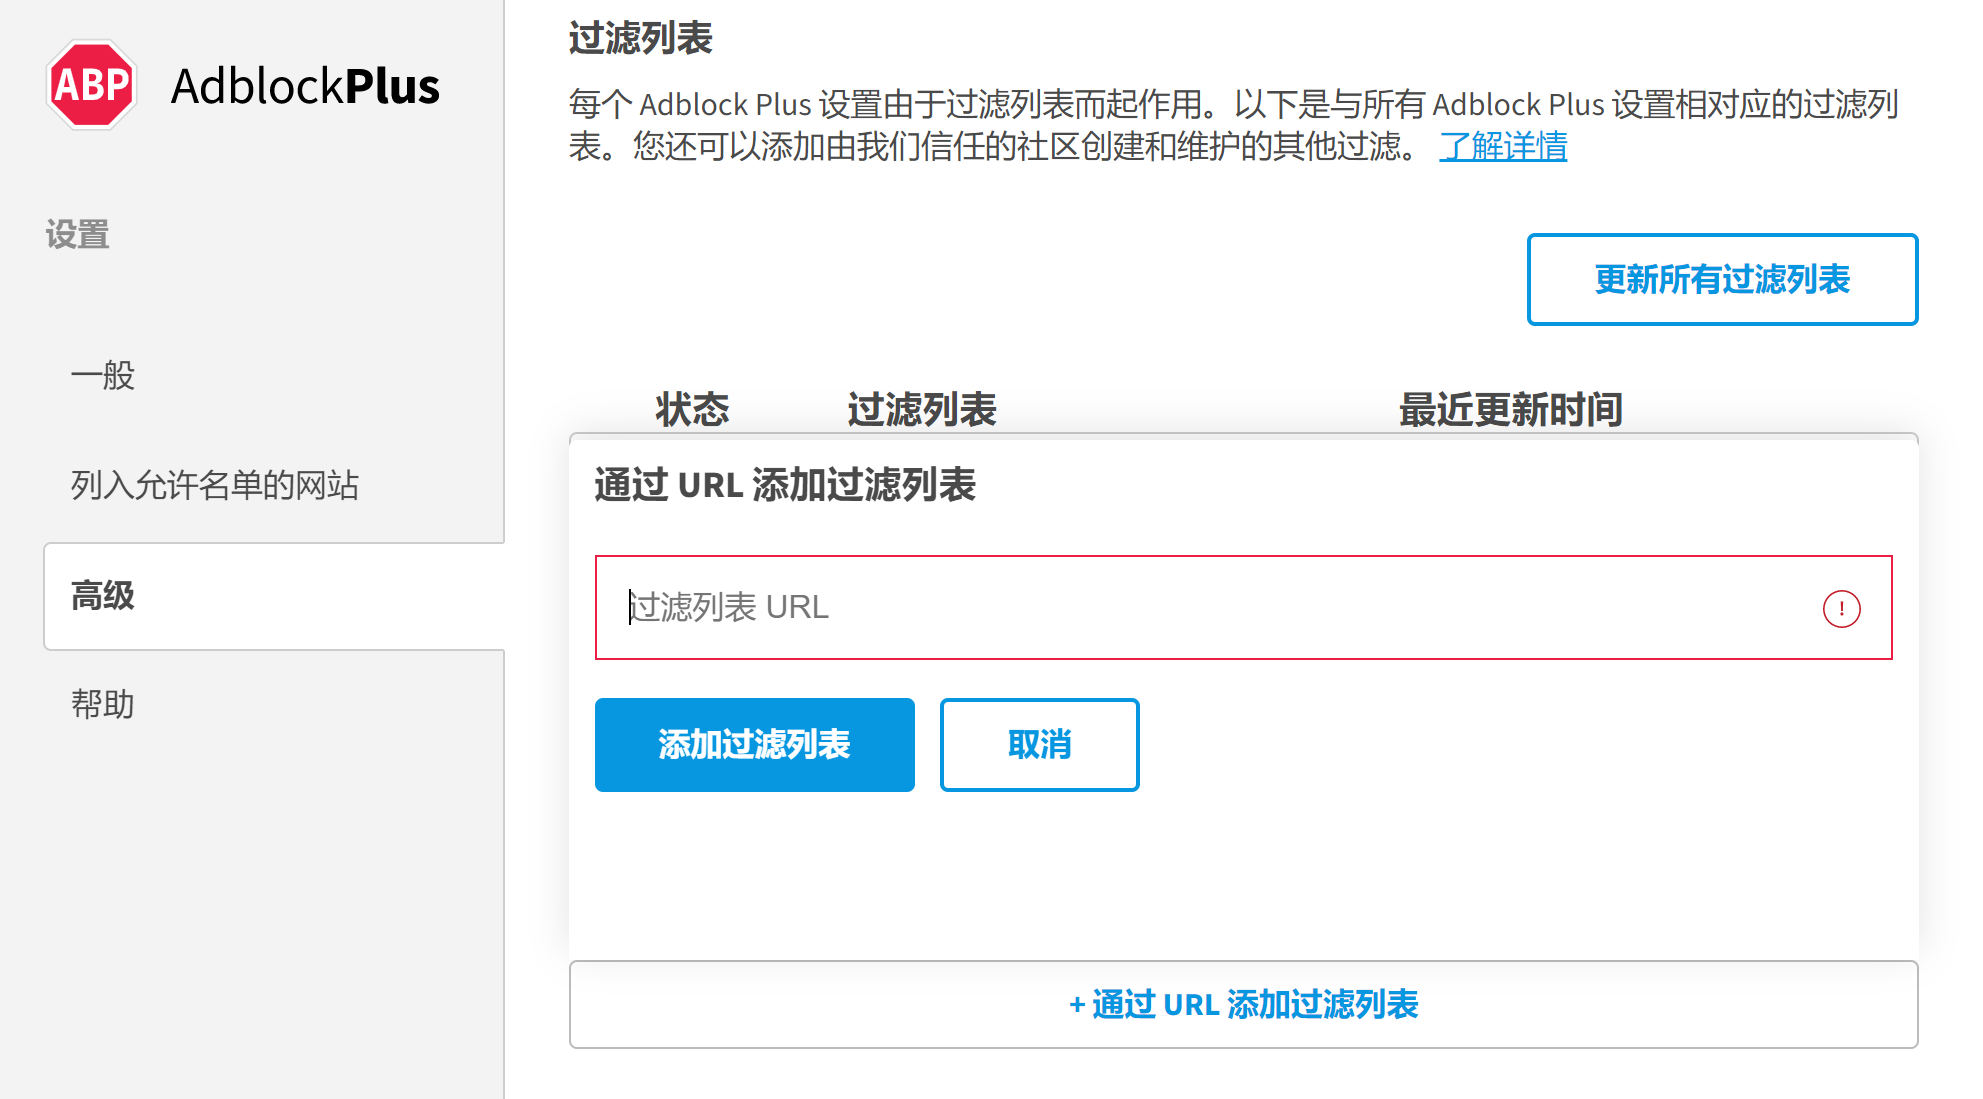 ABP AdblockPlus
设置
一般
列入允许名单的网站
高级
帮助
过滤列表
每个 Adblock Plus 设置由于过滤列表而起作用。以下是与所有 Adblock Plus 设置相对应的过滤列
表。您还可以添加由我们信任的社区创建和维护的其他过滤。 了解详情
更新所有过滤列表
状态 过滤列表 最近更新时间
通过 URL 添加过滤列表
过滤列表 URL
添加过滤列表 取消
+ 通过 URL 添加过滤列表